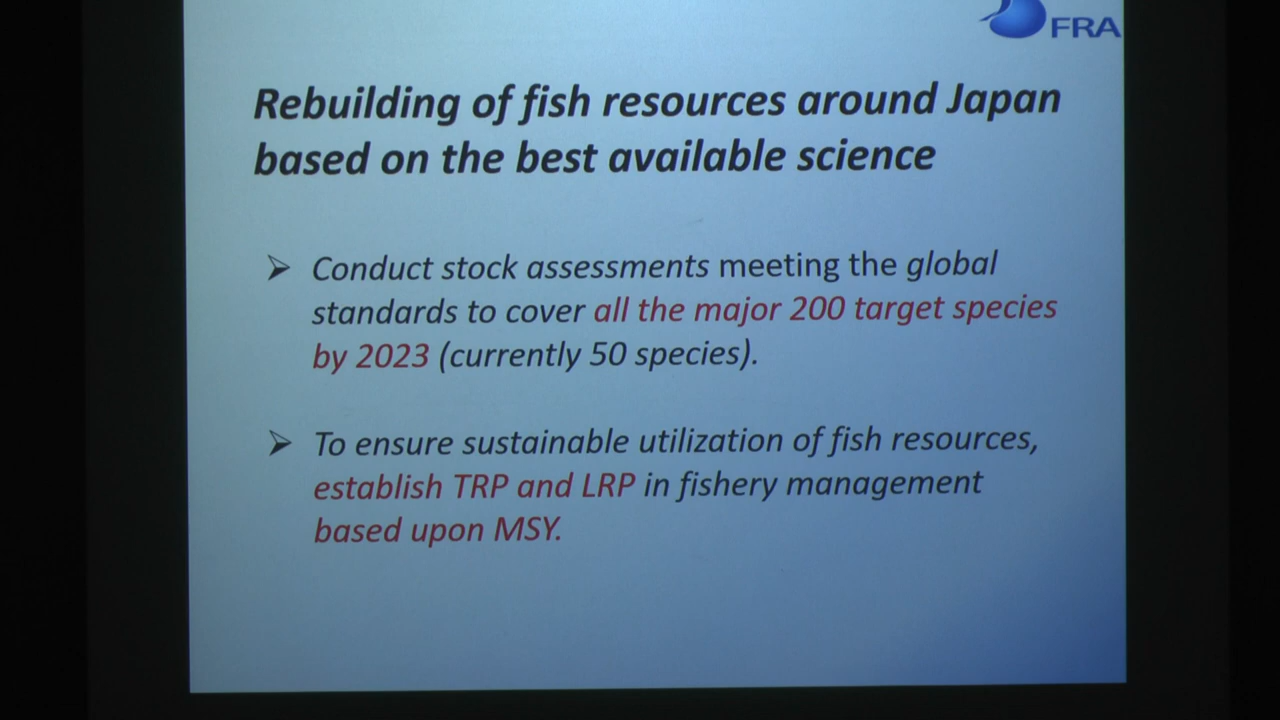 FRA
Rebuilding of fish resources around Japan
based on the best available science
➢ Conduct stock assessments meeting the global
standards to cover all the major 200 target species
by 2023 (currently 50 species).
➢ To ensure sustainable utilization of fish resources,
establish TRP and LRP in fishery management
based upon MSY.